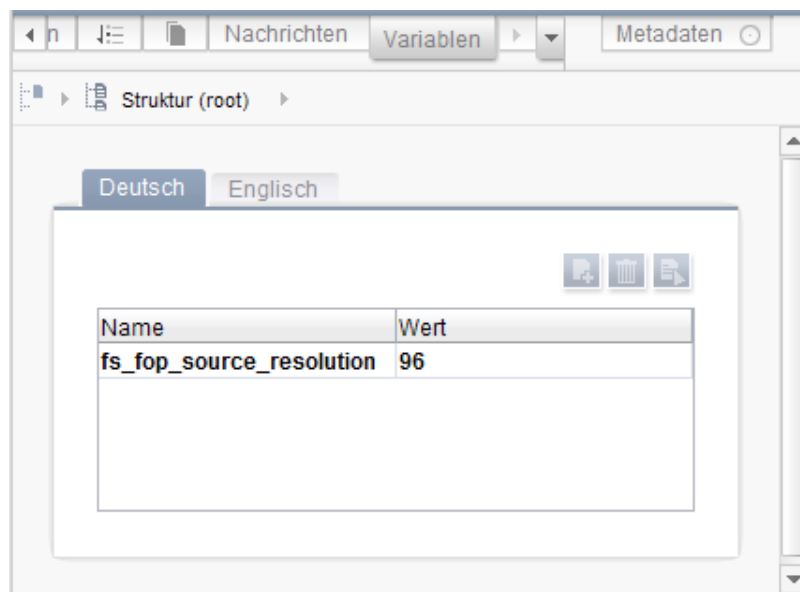 n Nachrichten Variablen Metadaten
Struktur (root)
Deutsch Englisch
Name Wert
fs_fop_source_resolution 96